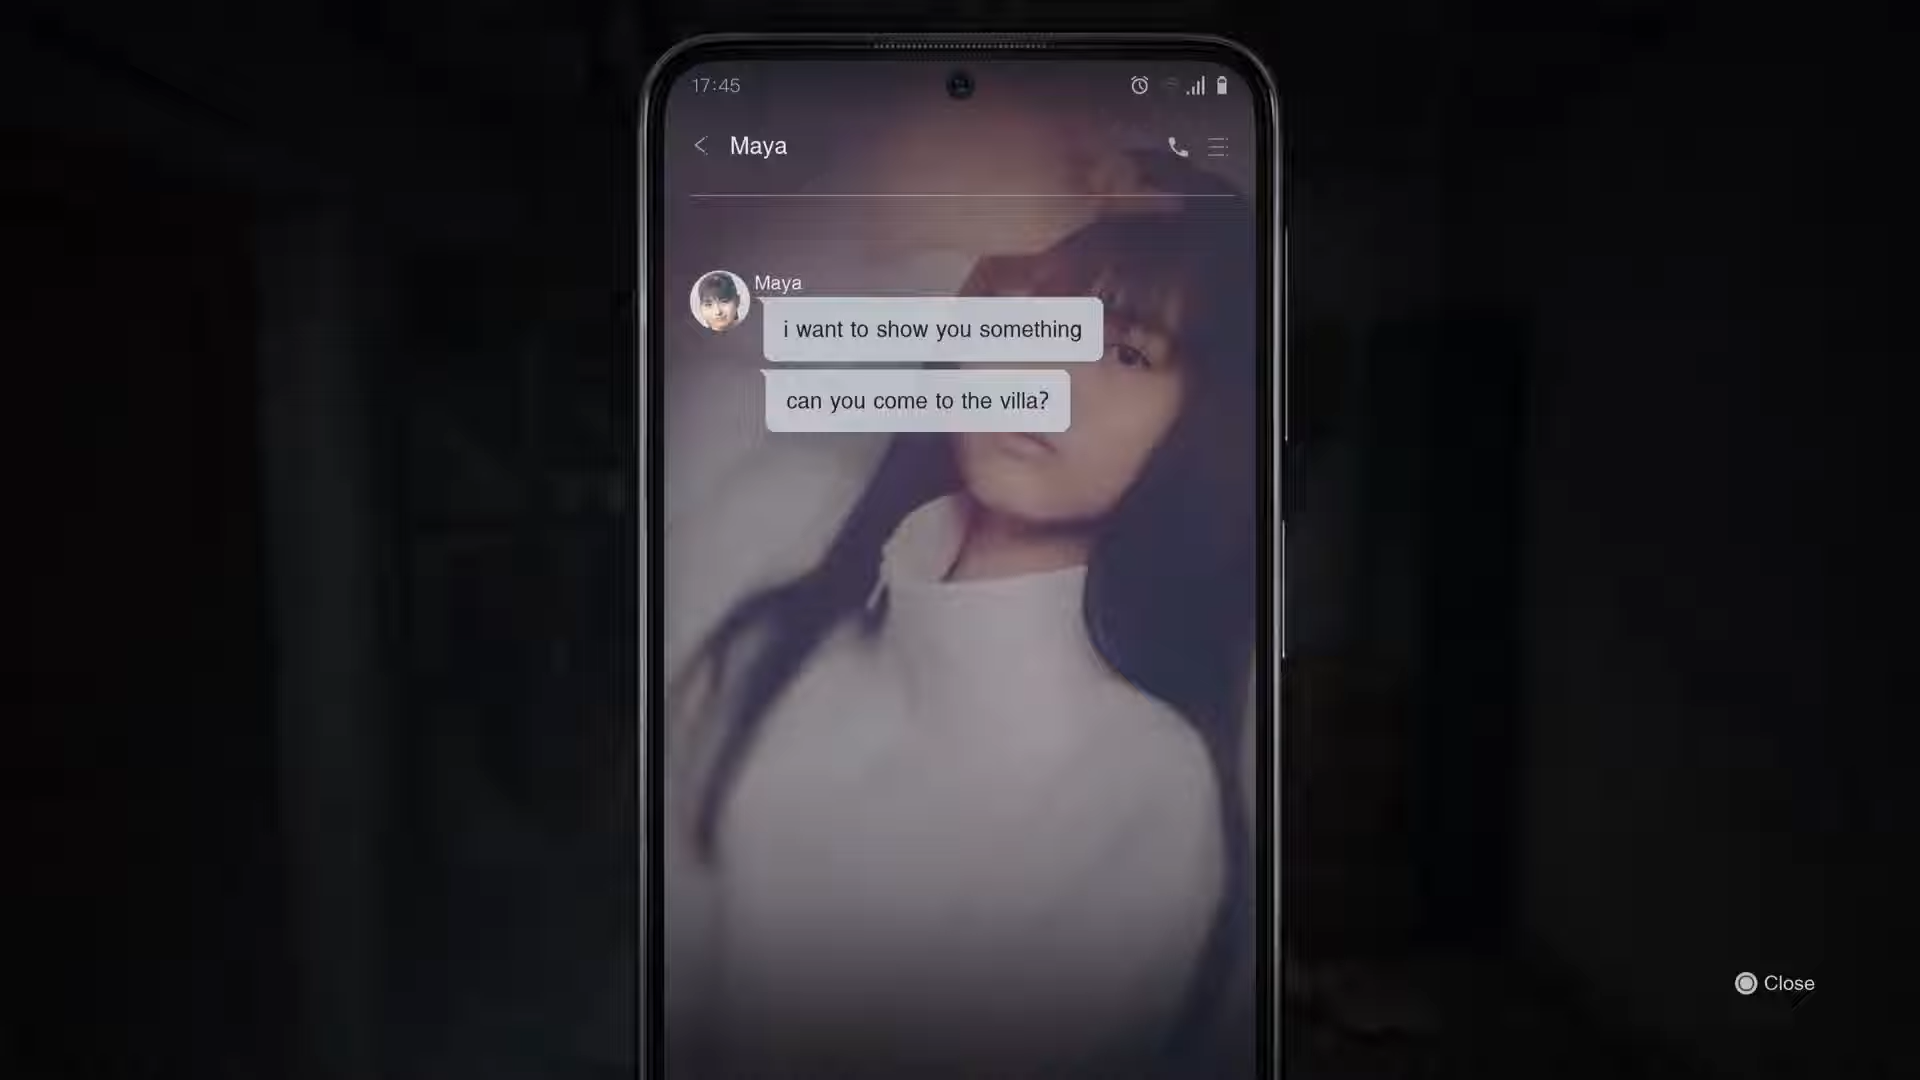 17:45
Maya
Maya
i want to show you something
can you come to the villa?
Close